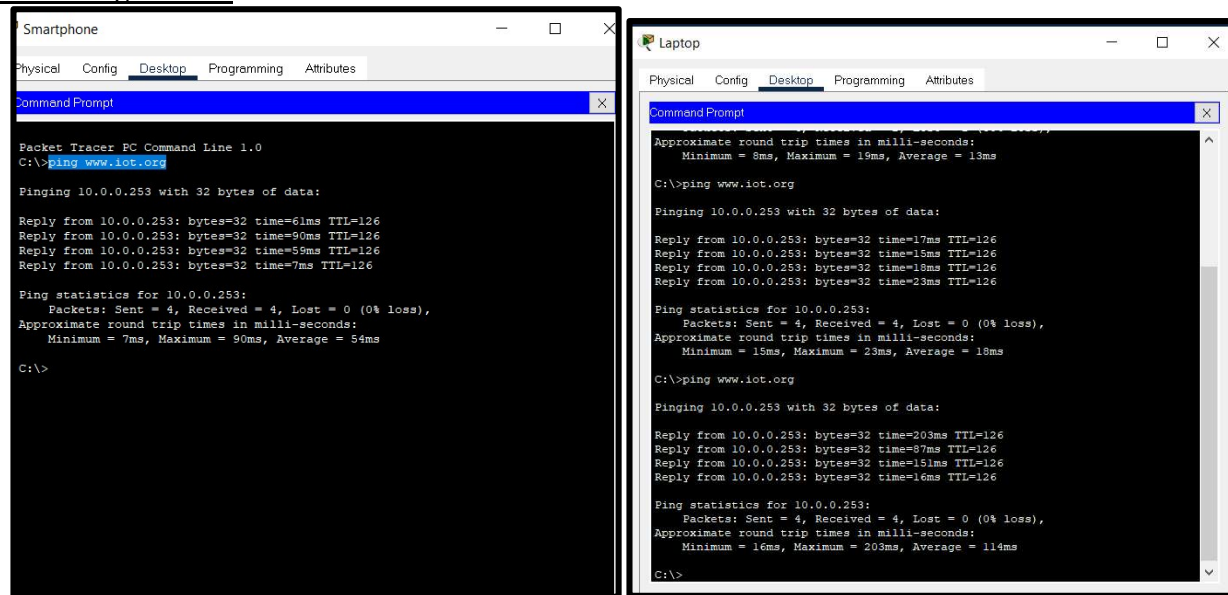 Smartphone
Physical Config Desktop Programming Attributes
Command Prompt
X
Packet Tracer PC Command Line 1.0
C:\>ping www.iot.org
Pinging 10.0.0.253 with 32 bytes of data:
Reply from 10.0.0.253: bytes=32 time=61ms TTL=126
Reply from 10.0.0.253: bytes=32 time=90ms TTL=126
Reply from 10.0.0.253: bytes=32 time=59ms TTL=126
Reply from 10.0.0.253: bytes=32 time=7ms TTL=126
Ping statistics for 10.0.0.253:
Packets: Sent = 4, Received = 4, Lost = 0 (0% loss),
Approximate round trip times in milli-seconds:
Minimum = 7ms, Maximum = 90ms, Average = 54ms
C:\>
Laptop
Physical Config Desktop Programming Attributes
Command Prompt
X
Approximate round trip times in milli-seconds:
Minimum = 8ms, Maximum = 19ms, Average = 13ms
C:\>ping www.iot.org
Pinging 10.0.0.253 with 32 bytes of data:
Reply from 10.0.0.253: bytes=32 time=17ms TTL=126
Reply from 10.0.0.253: bytes=32 time=15ms TTL=126
Reply from 10.0.0.253: bytes=32 time=18ms TTL=126
Reply from 10.0.0.253: bytes=32 time=23ms TTL=126
Ping statistics for 10.0.0.253:
Packets: Sent = 4, Received = 4, Lost = 0 (0% loss),
Approximate round trip times in milli-seconds:
Minimum = 15ms, Maximum = 23ms, Average = 18ms
C:\>ping www.iot.org
Pinging 10.0.0.253 with 32 bytes of data:
Reply from 10.0.0.253: bytes=32 time=203ms TTL=126
Reply from 10.0.0.253: bytes=32 time=87ms TTL=126
Reply from 10.0.0.253: bytes=32 time=151ms TTL=126
Reply from 10.0.0.253: bytes=32 time=16ms TTL=126
Ping statistics for 10.0.0.253:
Packets: Sent = 4, Received = 4, Lost = 0 (0% loss),
Approximate round trip times in milli-seconds:
Minimum = 16ms, Maximum = 203ms, Average = 114ms
C:\>